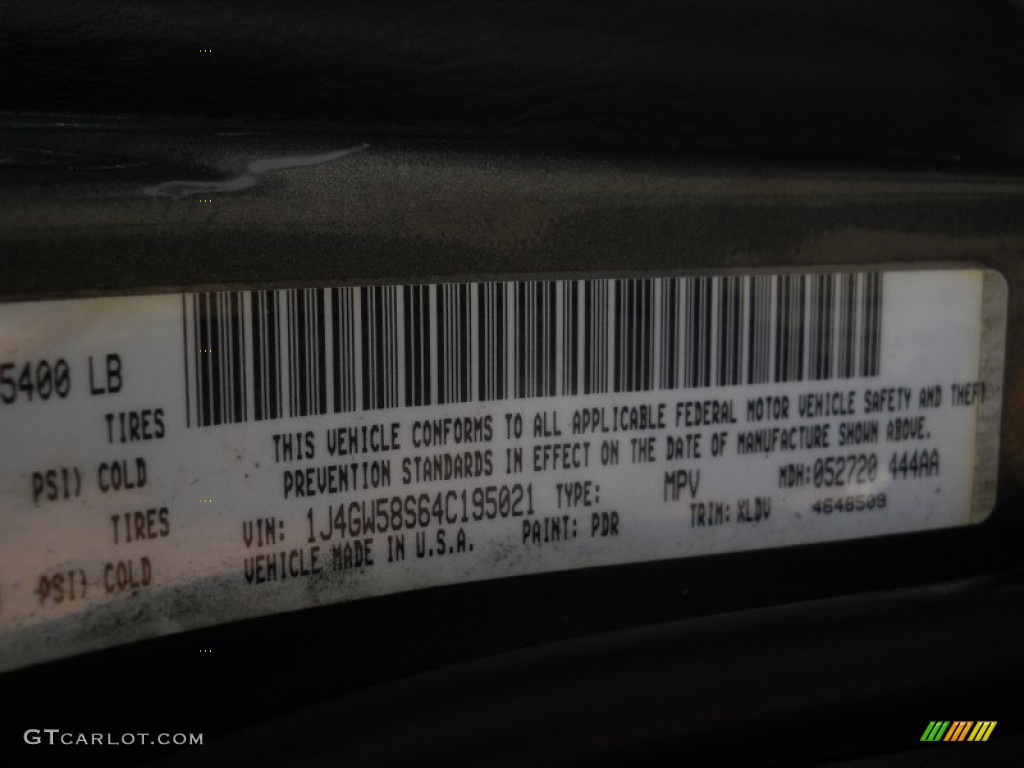 5400 LB
TIRES
PSI) COLD
TIRES
PSI) COLD
THIS VEHICLE CONFORMS TO ALL APPLICABLE FEDERAL MOTOR VEHICLE SAFETY AND THEFT
PREVENTION STANDARDS IN EFFECT ON THE DATE OF MANUFACTURE SHOWN ABOVE.
VIN: 1J4GW58S64C195021 TYPE: MPV MDH:052720 444AA
VEHICLE MADE IN U.S.A. PAINT: PDR TRIM: XLDV 4648509
GTCARLOT.COM